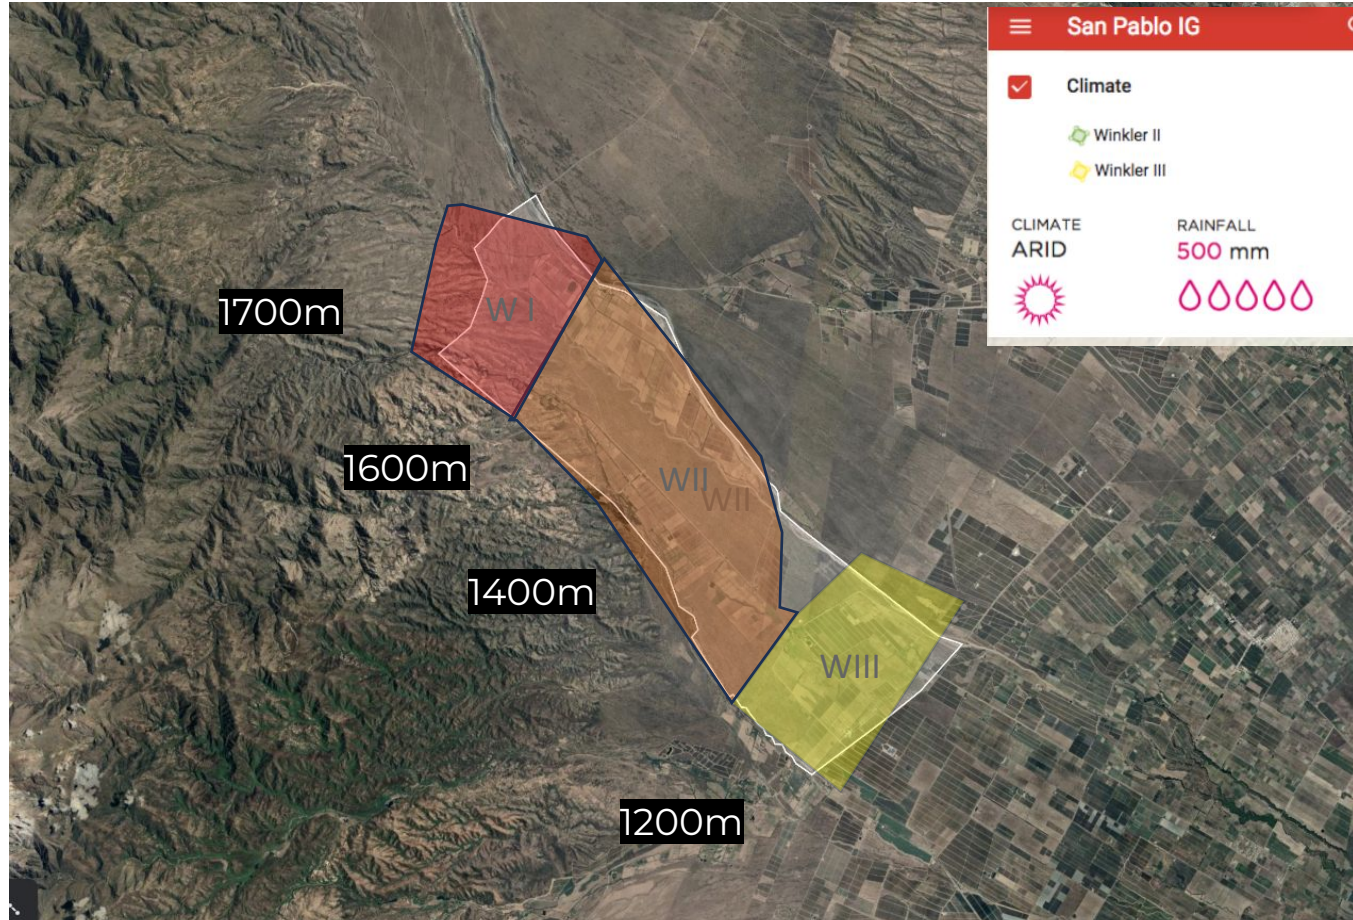 San Pablo IG
Climate
Winkler II
Winkler III
CLIMATE
ARID
RAINFALL
500 mm
1700m
W I
1600m
WII
WII
1400m
WIII
1200m